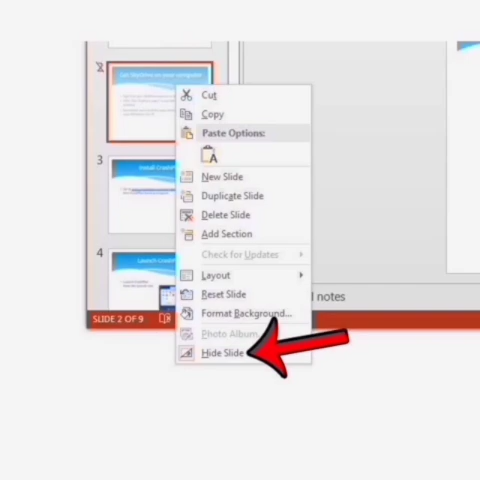 2
Cut
Copy
Paste Options:
A
3
New Slide
Duplicate Slide
Delete Slide
Add Section
4
Check for Updates
Layout
Reset Slide
notes
Format Background...
SLIDE 2 OF 9
Photo Album
Hide Slide